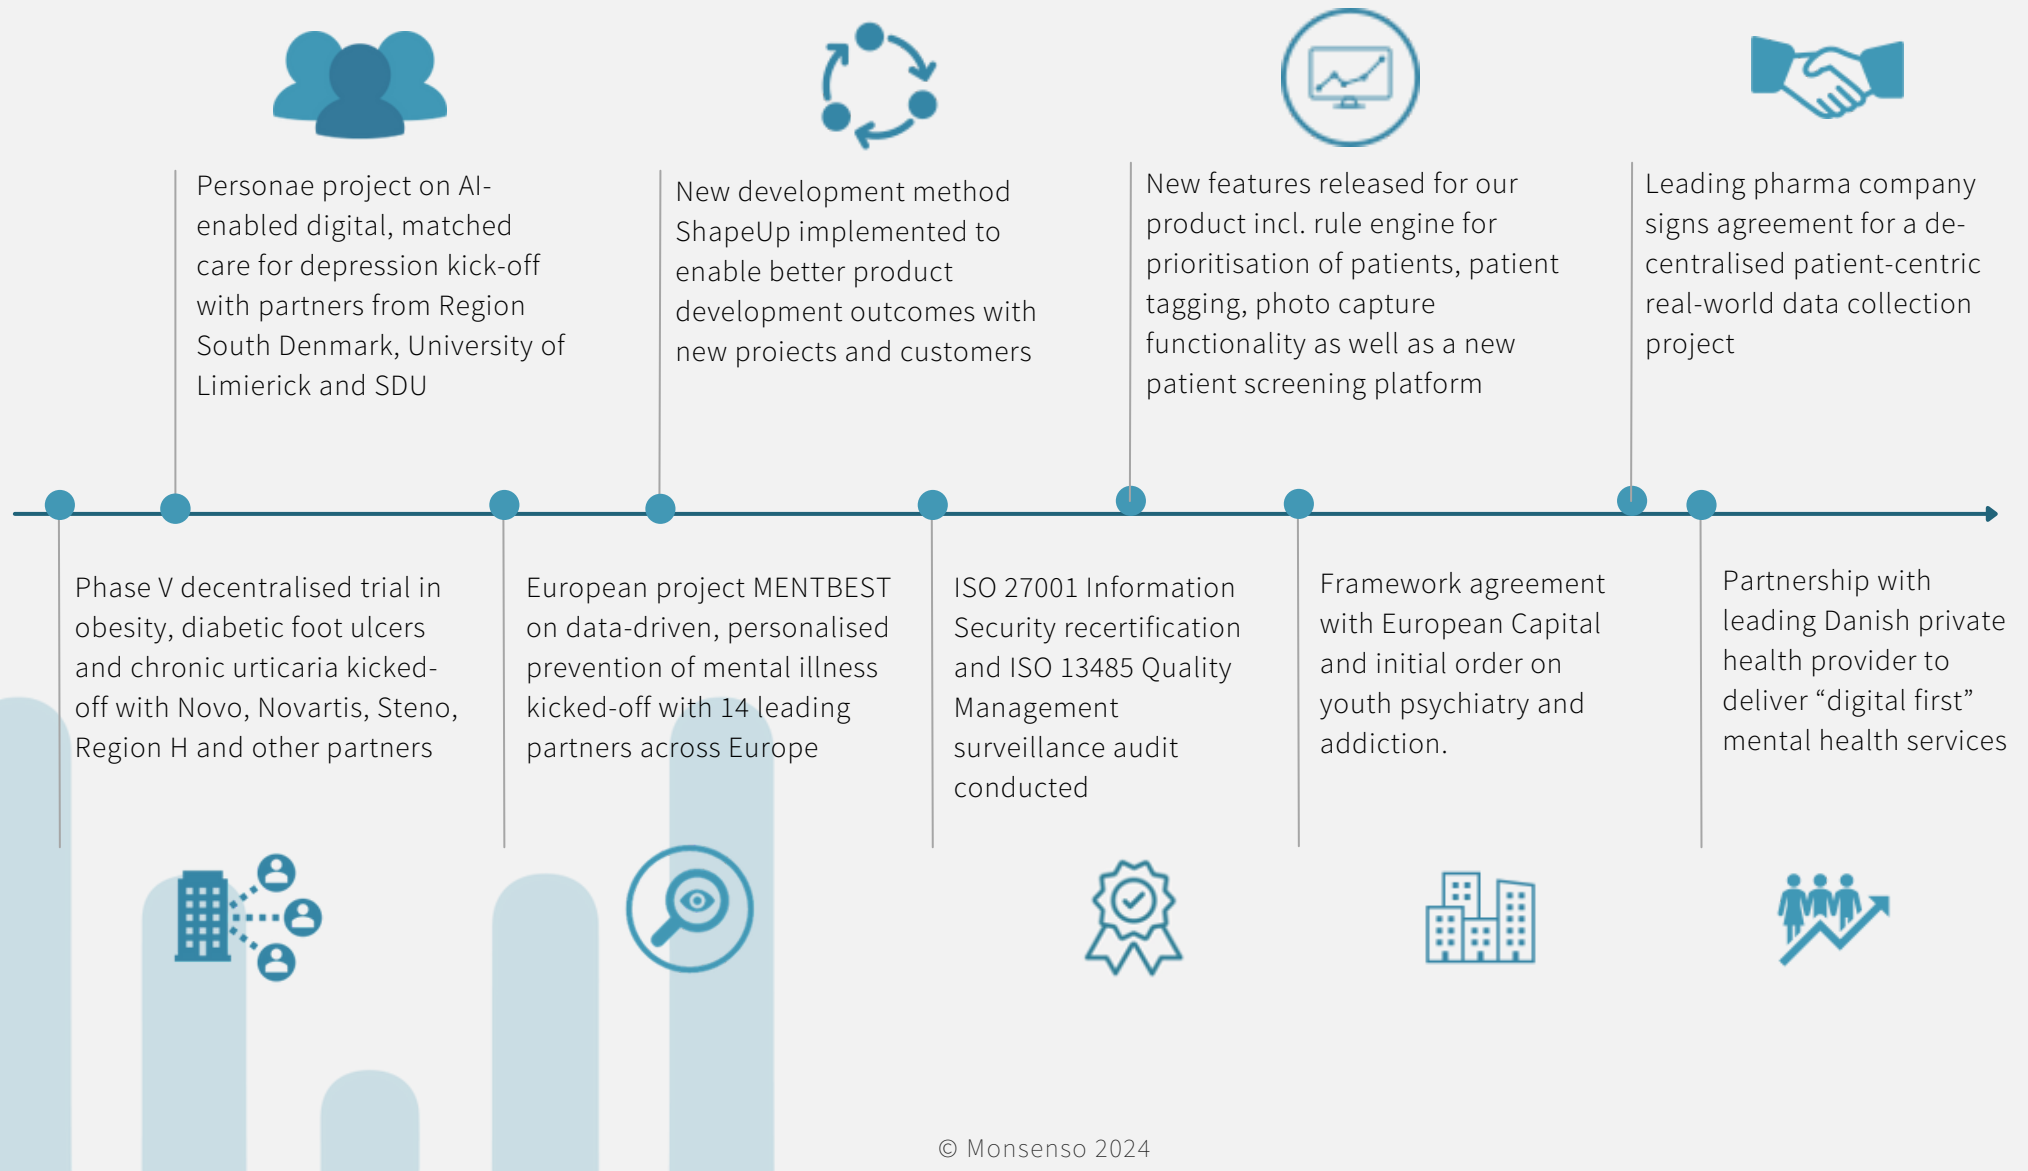 Personae project on AI-
enabled digital, matched
care for depression kick-off
with partners from Region
South Denmark, University of
Limierick and SDU
New development method
ShapeUp implemented to
enable better product
development outcomes with
new projects and customers
New features released for our
product incl. rule engine for
prioritisation of patients, patient
tagging, photo capture
functionality as well as a new
patient screening platform
Leading pharma company
signs agreement for a de-
centralised patient-centric
real-world data collection
project
Phase V decentralised trial in
obesity, diabetic foot ulcers
and chronic urticaria kicked-
off with Novo, Novartis, Steno,
Region H and other partners
European project MENTBEST
on data-driven, personalised
prevention of mental illness
kicked-off with 14 leading
partners across Europe
ISO 27001 Information
Security recertification
and ISO 13485 Quality
Management
surveillance audit
conducted
Framework agreement
with European Capital
and initial order on
youth psychiatry and
addiction.
Partnership with
leading Danish private
health provider to
deliver “digital first”
mental health services
© Monsenso 2024